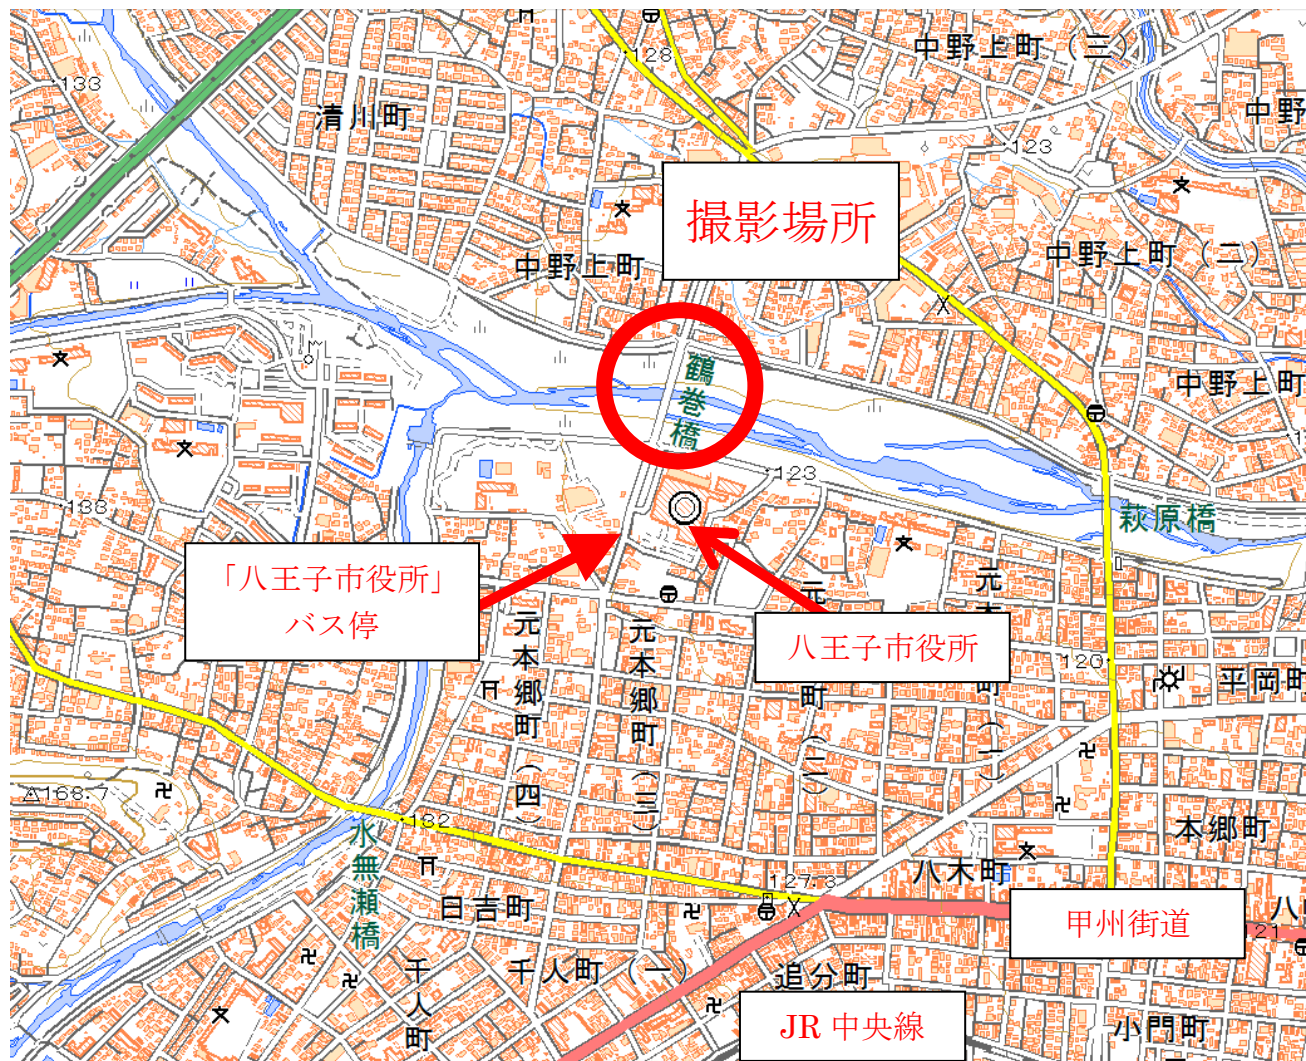 中野上町（三）
128
133
清川町
中野
123
撮影場所
中野上町
中野上町（二）
鶴巻橋
中野上町
123
萩原橋
「八王子市役所」
バス停
元本郷町（四）
元本郷町（三）
八王子市役所
120
平岡町
町（二）
168.7
132
水無瀬橋
本郷町
127.3
八木町
日吉町
甲州街道
121
千人町（一）
千人町
追分町
JR 中央線
小門町